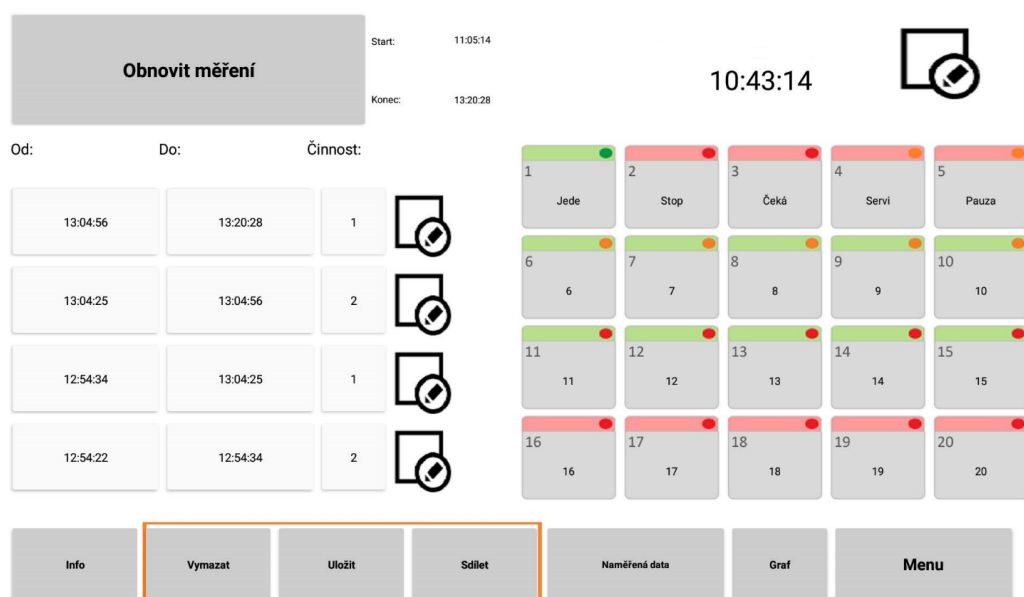 Obnovit měření
Start: 11:05:14
Konec: 13:20:28
10:43:14
Od: Do: Činnost:
13:04:56 13:20:28 1
13:04:25 13:04:56 2
12:54:34 13:04:25 1
12:54:22 12:54:34 2
1 2 3 4 5
Jede Stop Čeká Servi Pauza
6 7 8 9 10
6 7 8 9 10
11 12 13 14 15
11 12 13 14 15
16 17 18 19 20
16 17 18 19 20
Info Vymazat Uložit Sdílet Naměřená data Graf Menu